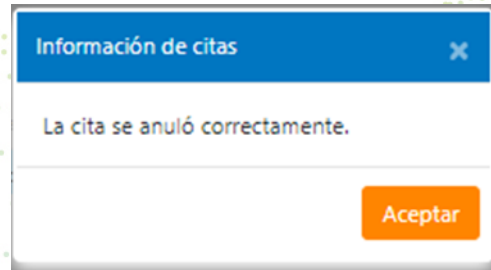 Información de citas
La cita se anuló correctamente.
Aceptar